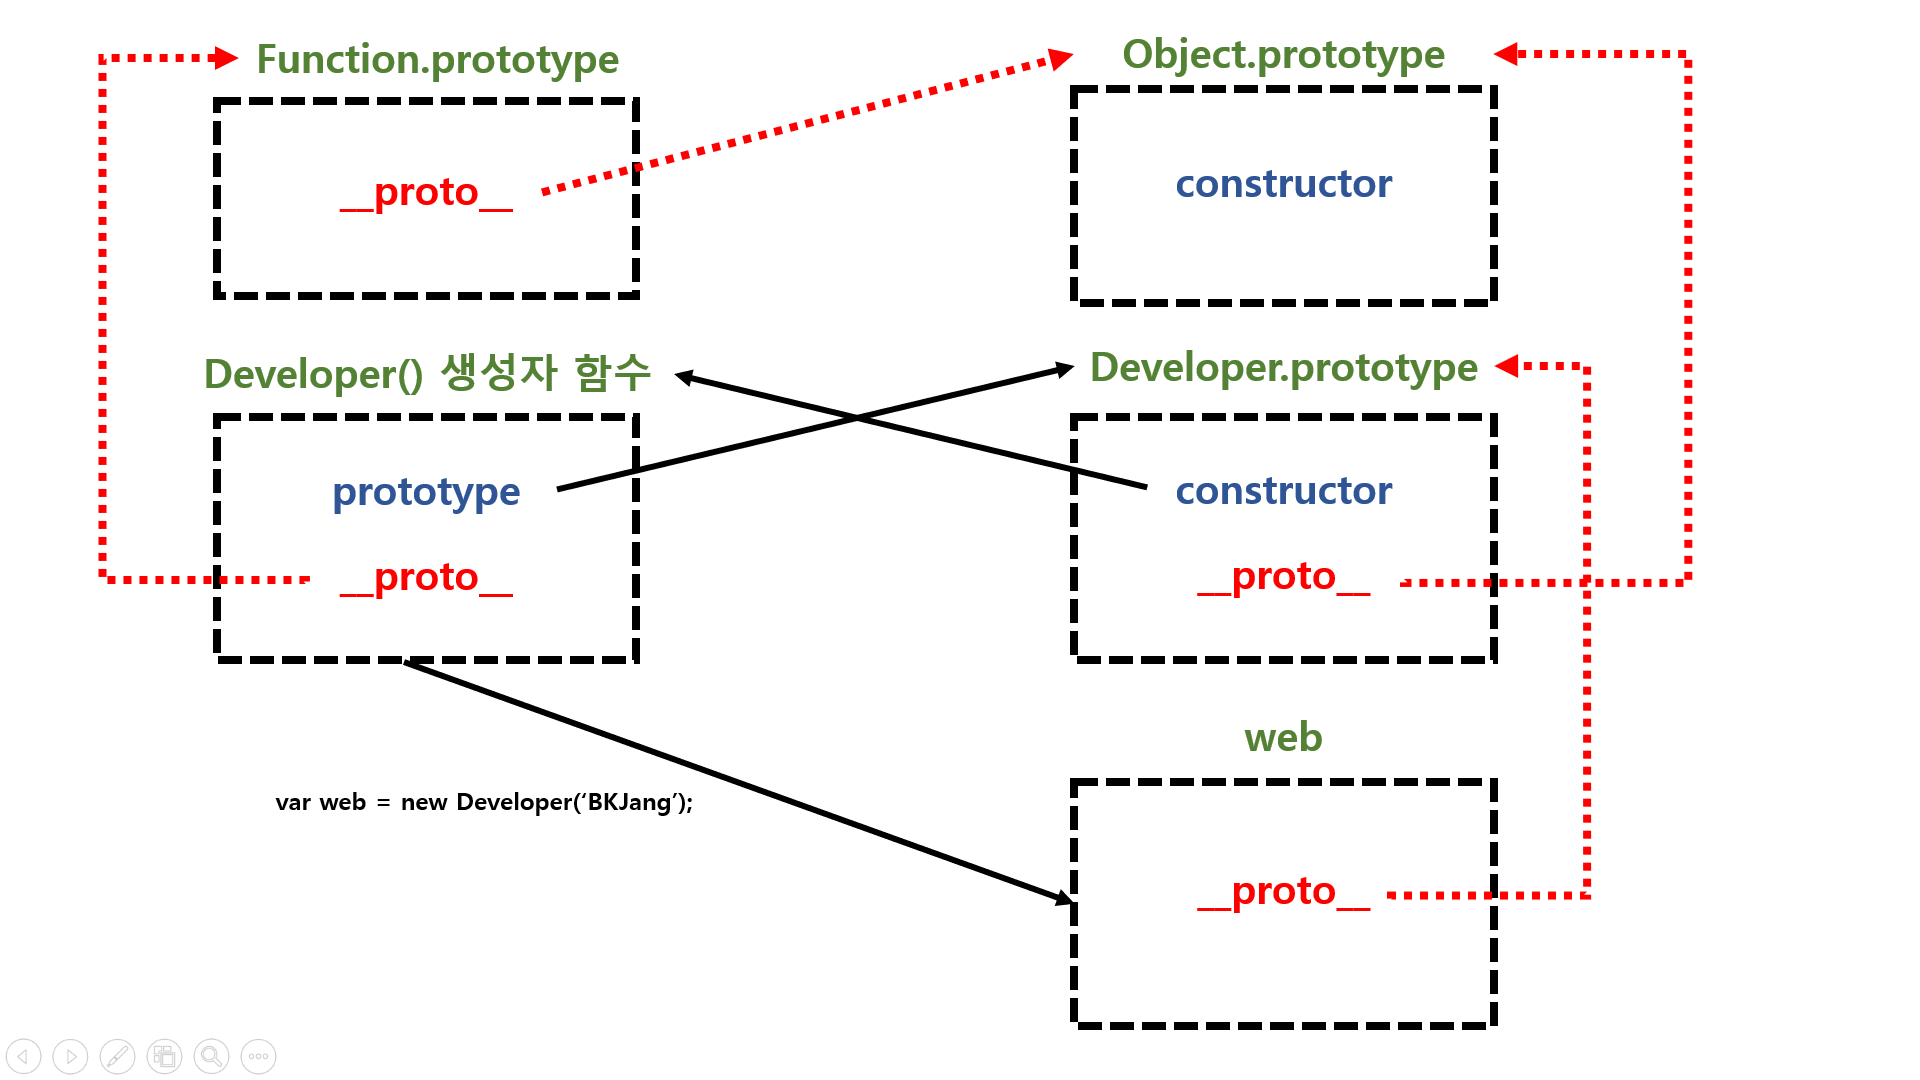 Function.prototype
__proto__
Object.prototype
constructor
Developer() 생성자 함수
prototype
__proto__
Developer.prototype
constructor
__proto__
var web = new Developer(‘BKJang’);
web
__proto__